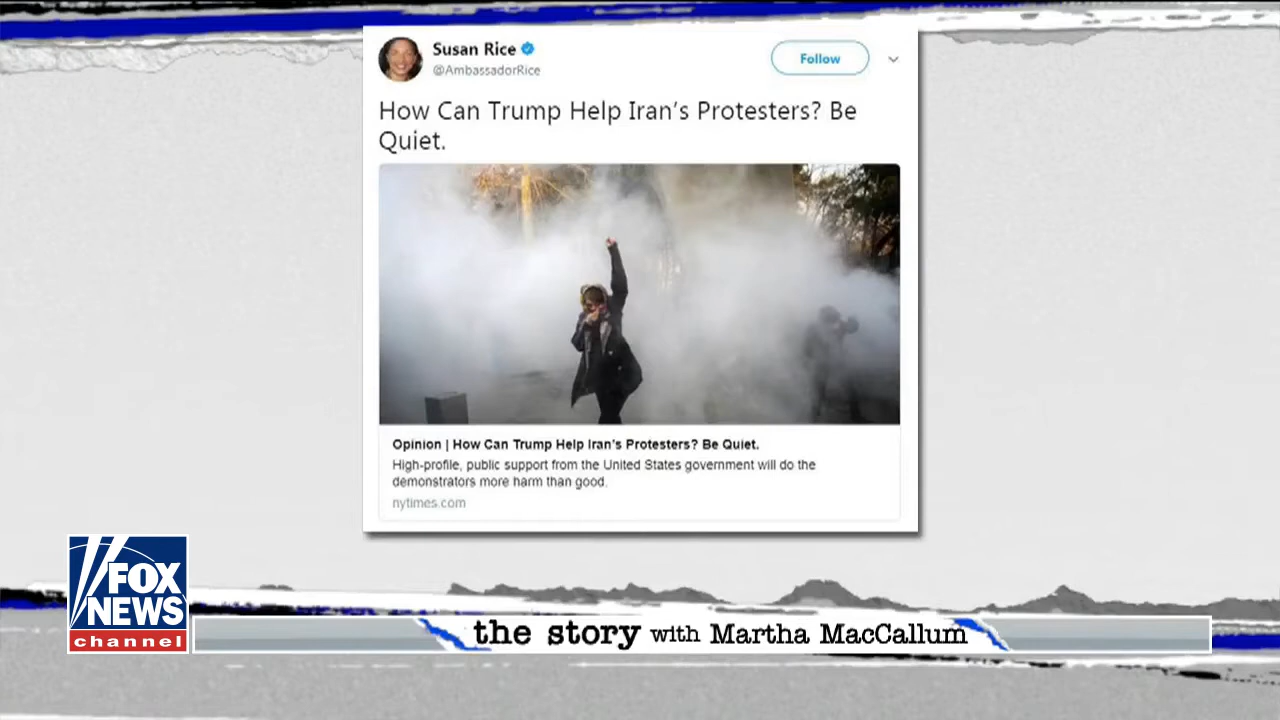 Susan Rice
@AmbassadorRice
Follow
How Can Trump Help Iran's Protesters? Be
Quiet.
Opinion | How Can Trump Help Iran's Protesters? Be Quiet.
High-profile, public support from the United States government will do the
demonstrators more harm than good.
nytimes.com
FOX
NEWS
channel
the story with Martha MacCallum